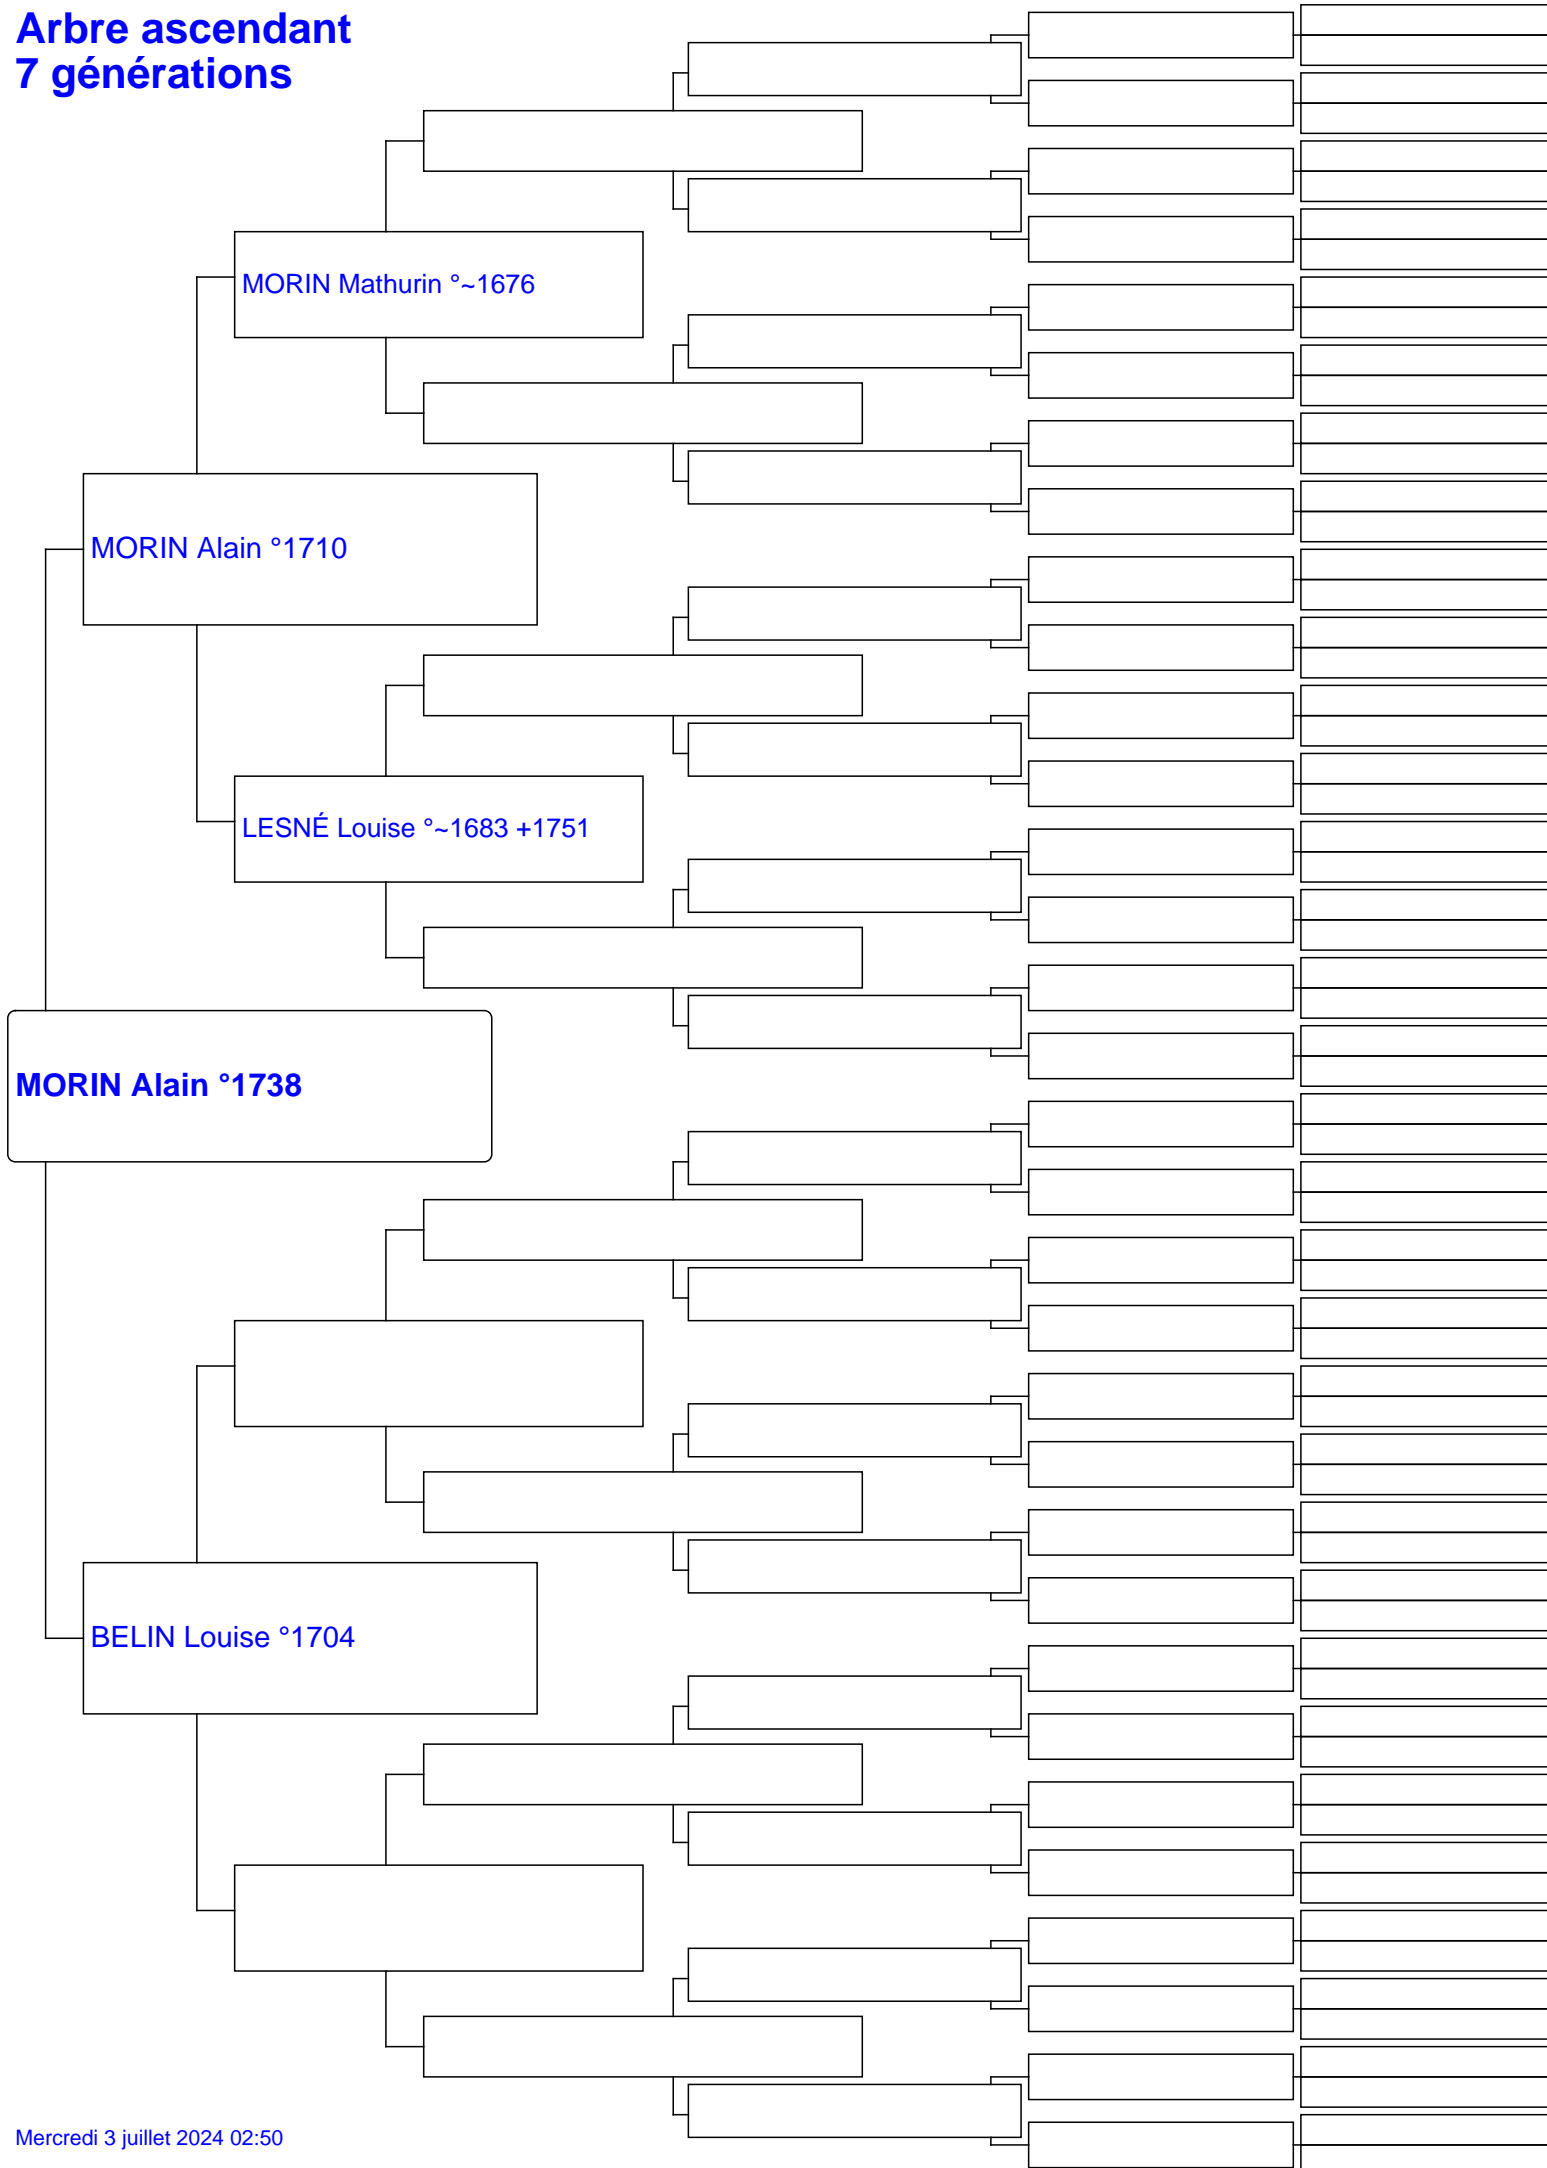 Arbre ascendant
7 générations
MORIN Mathurin °~1676
MORIN Alain °1710
LESNÉ Louise °~1683 +1751
MORIN Alain °1738
BELIN Louise °1704
Mercredi 3 juillet 2024 02:50